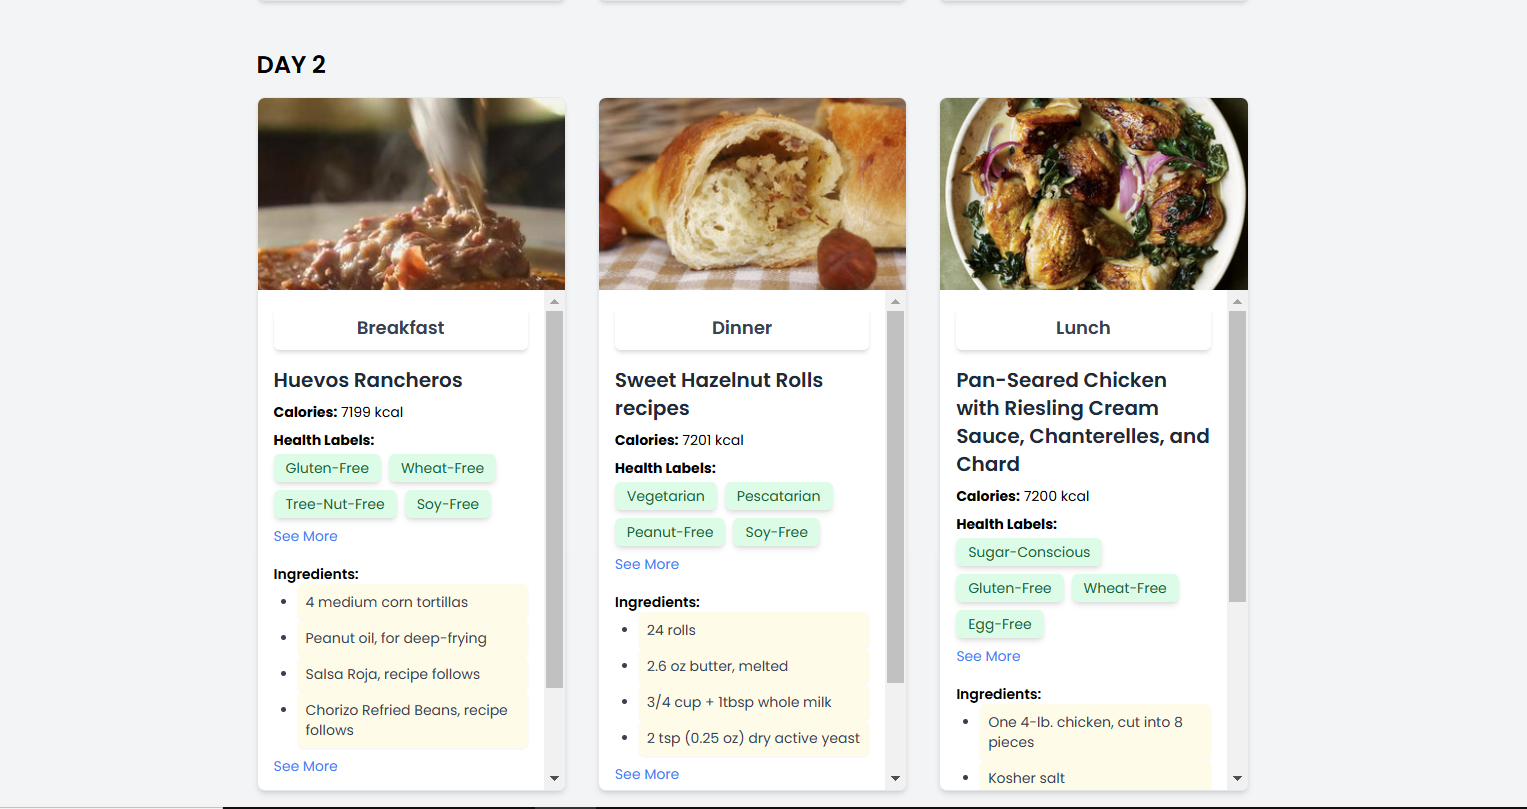 DAY 2
Breakfast
Huevos Rancheros
Calories: 7199 kcal
Health Labels:
Gluten-Free Wheat-Free
Tree-Nut-Free Soy-Free
See More
Ingredients:
4 medium corn tortillas
Peanut oil, for deep-frying
Salsa Roja, recipe follows
Chorizo Refried Beans, recipe
follows
See More
Dinner
Sweet Hazelnut Rolls
recipes
Calories: 7201 kcal
Health Labels:
Vegetarian Pescatarian
Peanut-Free Soy-Free
See More
Ingredients:
24 rolls
2.6 oz butter, melted
3/4 cup + 1tbsp whole milk
2 tsp (0.25 oz) dry active yeast
See More
Lunch
Pan-Seared Chicken
with Riesling Cream
Sauce, Chanterelles, and
Chard
Calories: 7200 kcal
Health Labels:
Sugar-Conscious
Gluten-Free Wheat-Free
Egg-Free
See More
Ingredients:
One 4-lb. chicken, cut into 8
pieces
Kosher salt